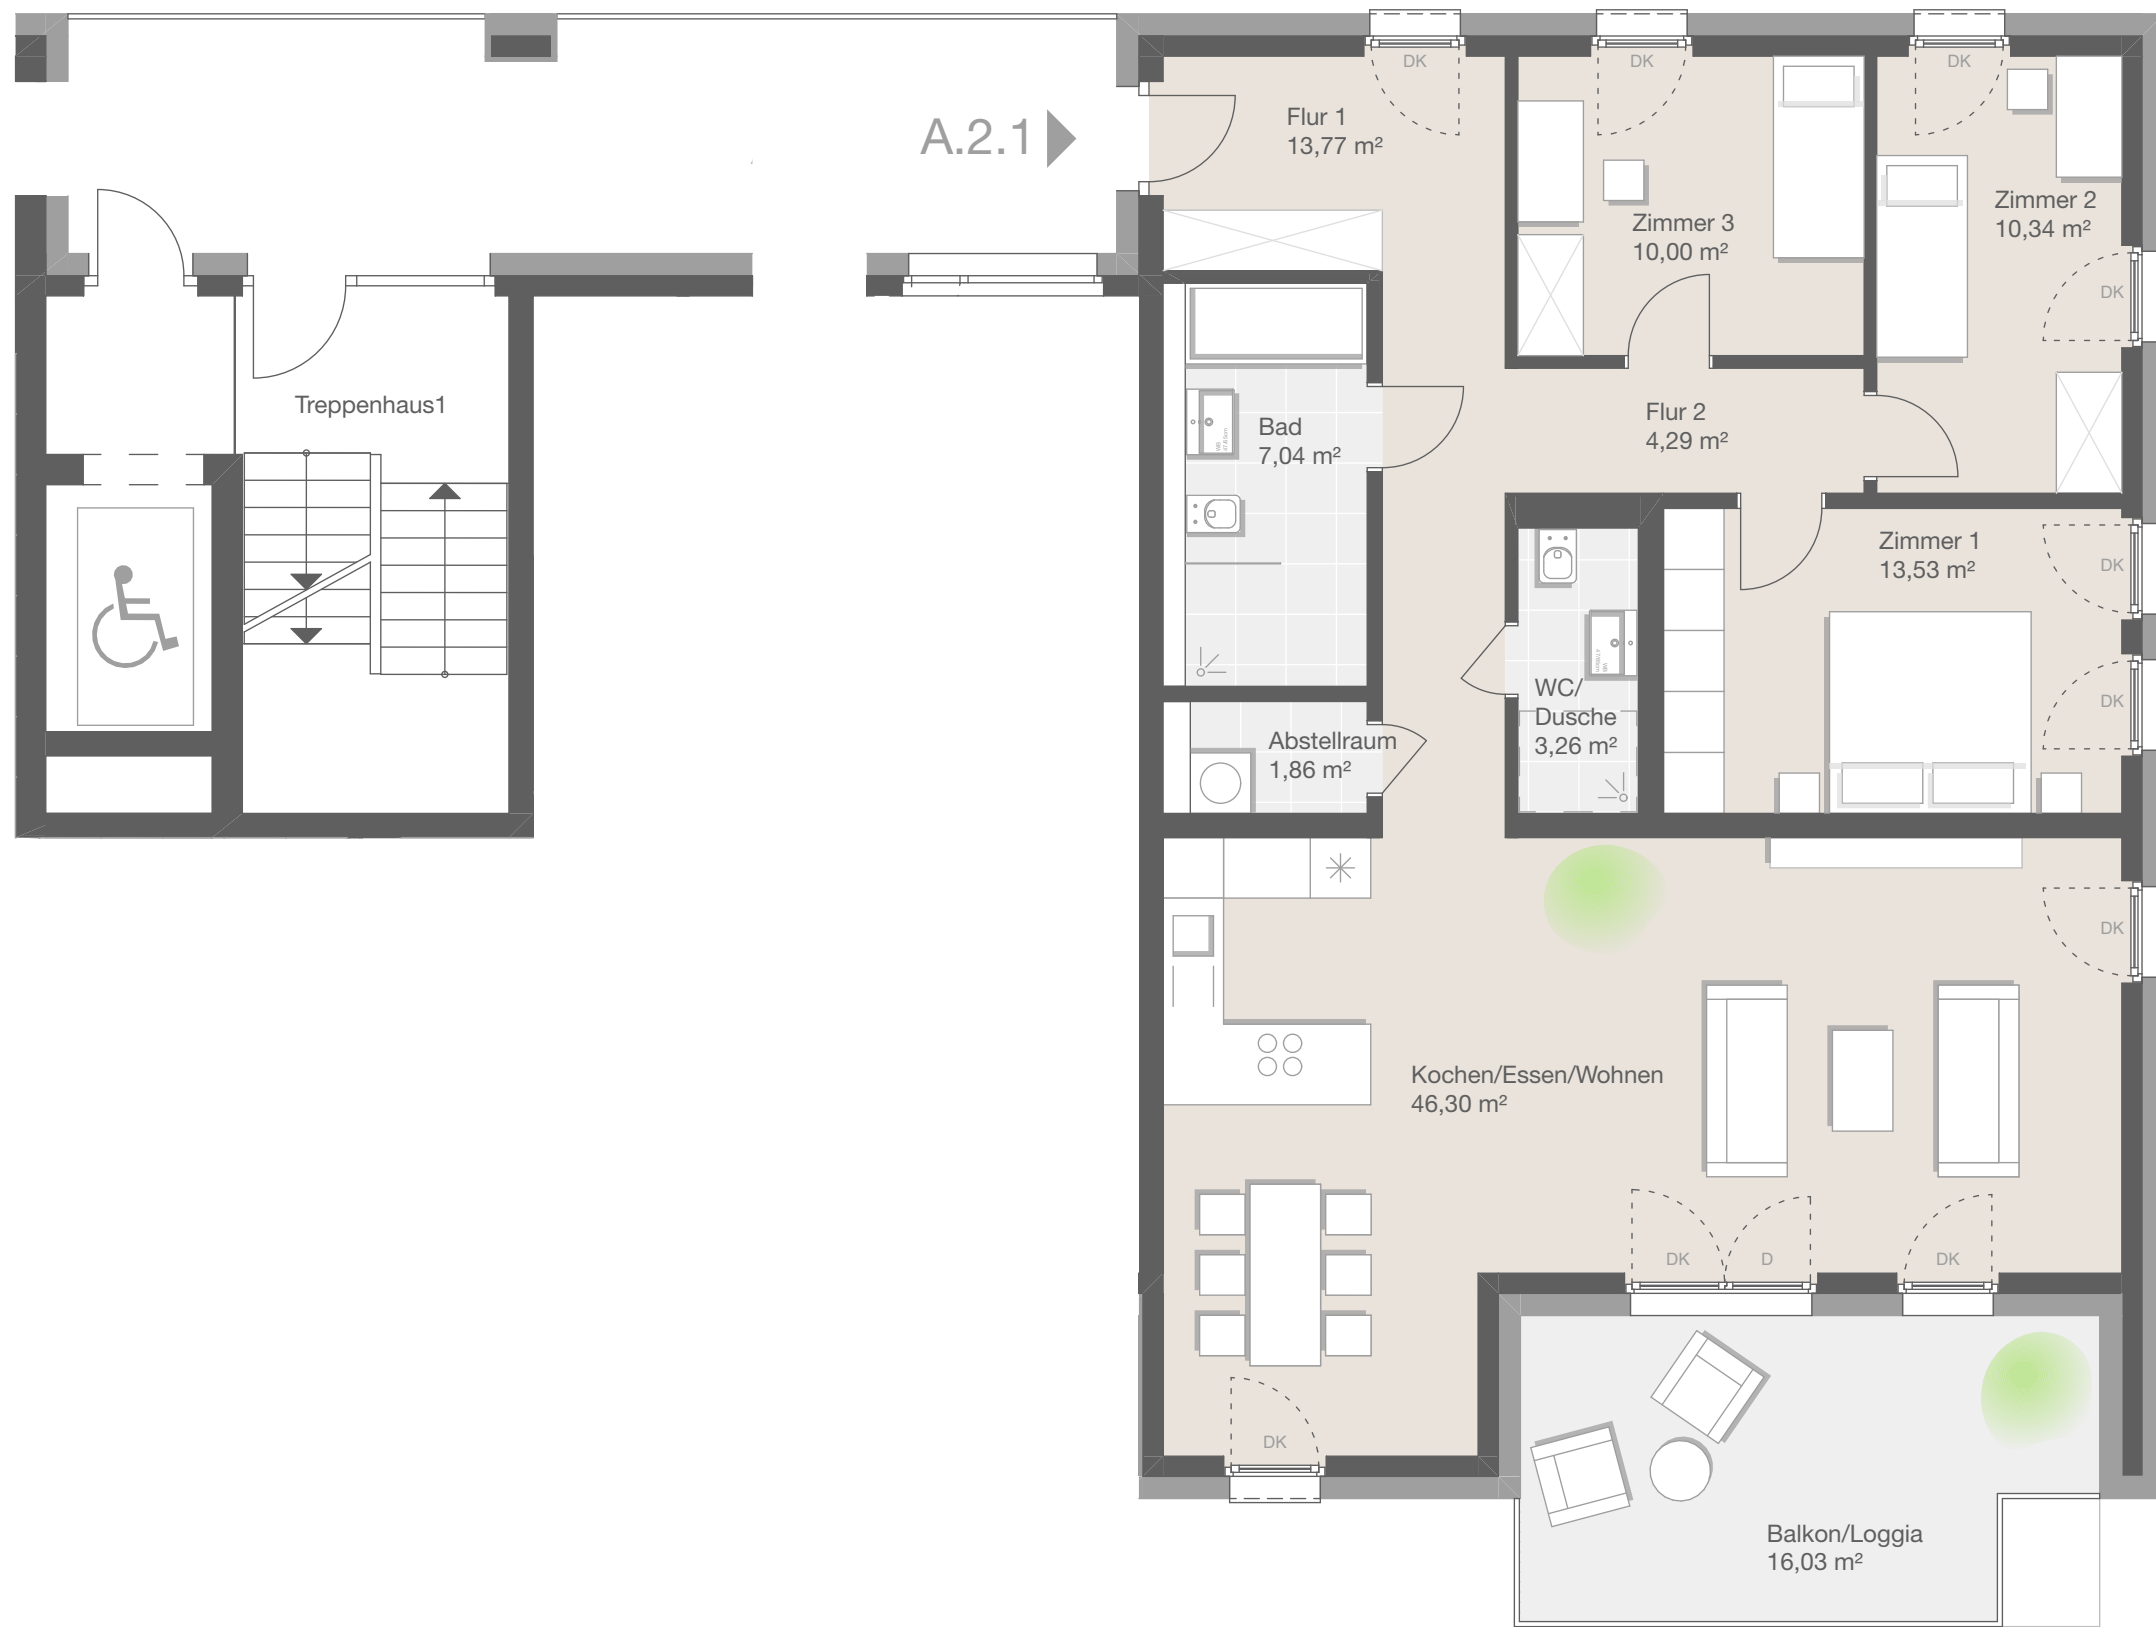 DK
DK
DK
A.2.1
Flur 1
13,77 m²
Zimmer 3
10,00 m²
Zimmer 2
10,34 m²
DK
Treppenhaus1
Bad
7,04 m²
Flur 2
4,29 m²
Zimmer 1
13,53 m²
DK
DK
WC/
Dusche
3,26 m²
Abstellraum
1,86 m²
DK
Kochen/Essen/Wohnen
46,30 m²
DK
D
DK
DK
Balkon/Loggia
16,03 m²